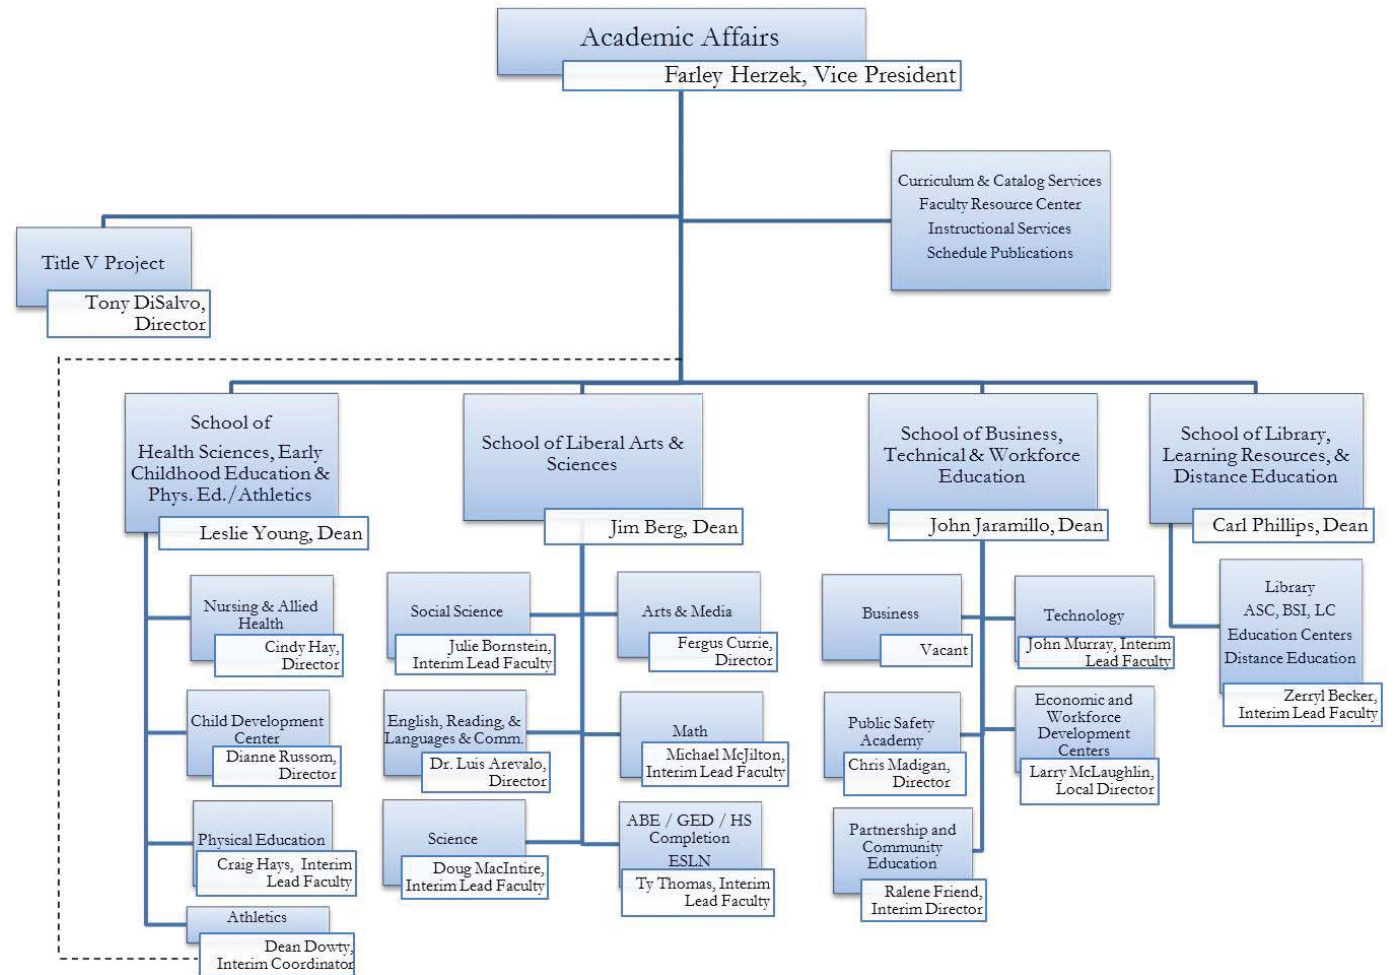 Academic Affairs
Farley Herzek, Vice President
Curriculum & Catalog Services
Faculty Resource Center
Instructional Services
Schedule Publications
Title V Project
Tony DiSalvo,
Director
School of
Health Sciences, Early
Childhood Education &
Phys. Ed./Athletics
Leslie Young, Dean
School of Liberal Arts &
Sciences
Jim Berg, Dean
School of Business,
Technical & Workforce
Education
John Jaramillo, Dean
School of Library,
Learning Resources, &
Distance Education
Carl Phillips, Dean
Nursing & Allied
Health
Cindy Hay,
Director
Child Development
Center
Dianne Russom,
Director
Physical Education
Craig Hays, Interim
Lead Faculty
Athletics
Dean Dowty,
Interim Coordinator
Social Science
Julie Bornstein,
Interim Lead Faculty
Arts & Media
Fergus Currie,
Director
English, Reading, &
Languages & Comm.
Dr. Luis Arevalo,
Director
Math
Michael McJilton,
Interim Lead Faculty
Science
Doug MacIntire,
Interim Lead Faculty
ABE / GED / HS
Completion
ESLN
Ty Thomas, Interim
Lead Faculty
Business
Vacant
Technology
John Murray, Interim
Lead Faculty
Public Safety
Academy
Chris Madigan,
Director
Economic and
Workforce
Development
Centers
Larry McLaughlin,
Local Director
Partnership and
Community
Education
Ralene Friend,
Interim Director
Library
ASC, BSI, LC
Education Centers
Distance Education
Zerryl Becker,
Interim Lead Faculty